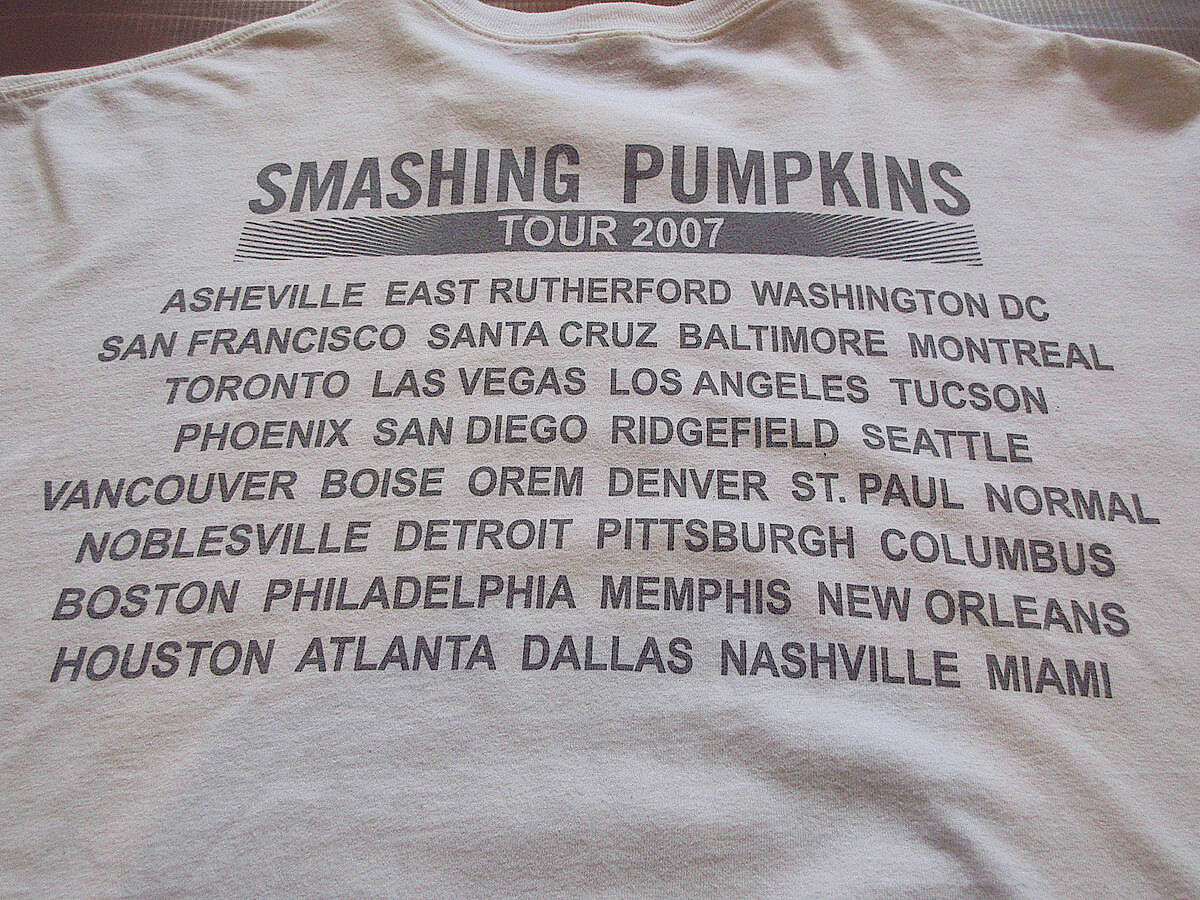 SMASHING PUMPKINS
TOUR 2007
ASHEVILLE EAST RUTHERFORD WASHINGTON DC
SAN FRANCISCO SANTA CRUZ BALTIMORE MONTREAL
TORONTO LAS VEGAS LOS ANGELES TUCSON
PHOENIX SAN DIEGO RIDGEFIELD SEATTLE
VANCOUVER BOISE OREM DENVER ST. PAUL NORMAL
NOBLESVILLE DETROIT PITTSBURGH COLUMBUS
BOSTON PHILADELPHIA MEMPHIS NEW ORLEANS
HOUSTON ATLANTA DALLAS NASHVILLE MIAMI